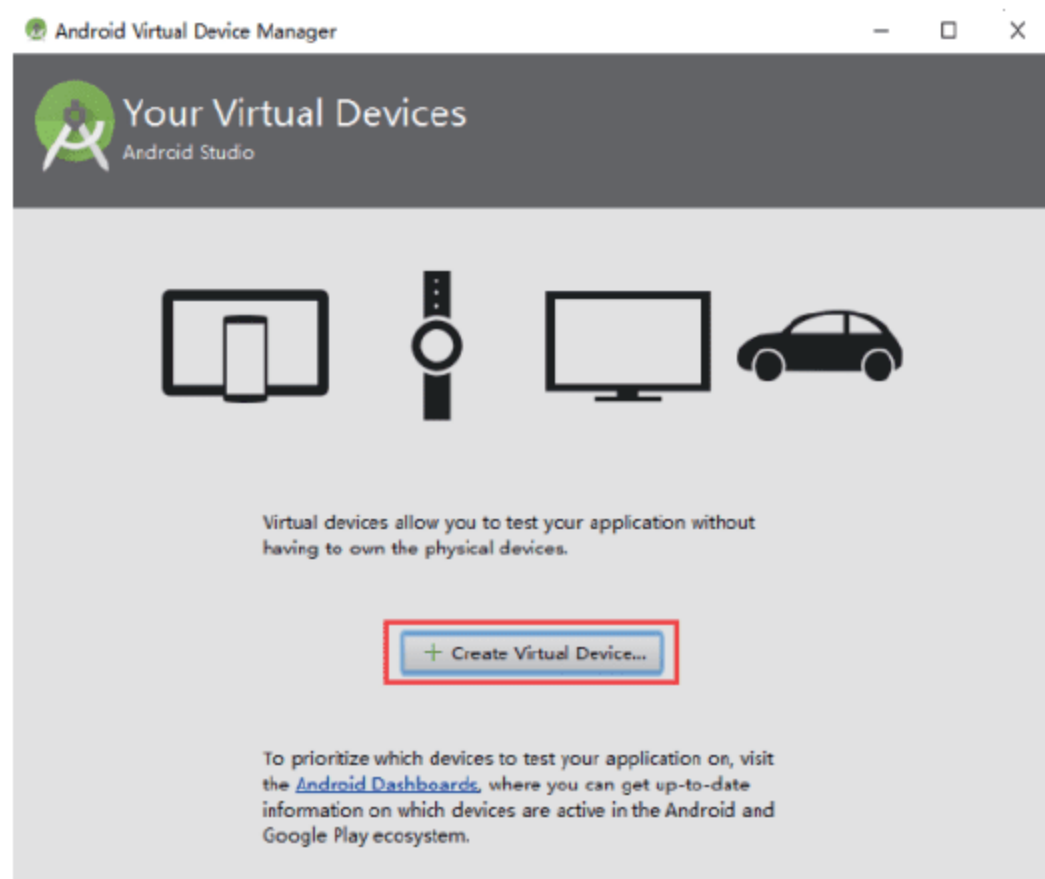 Android Virtual Device Manager
Your Virtual Devices
Android Studio
Virtual devices allow you to test your application without
having to own the physical devices.
+ Create Virtual Device...
To prioritize which devices to test your application on, visit
the Android Dashboards, where you can get up-to-date
information on which devices are active in the Android and
Google Play ecosystem.